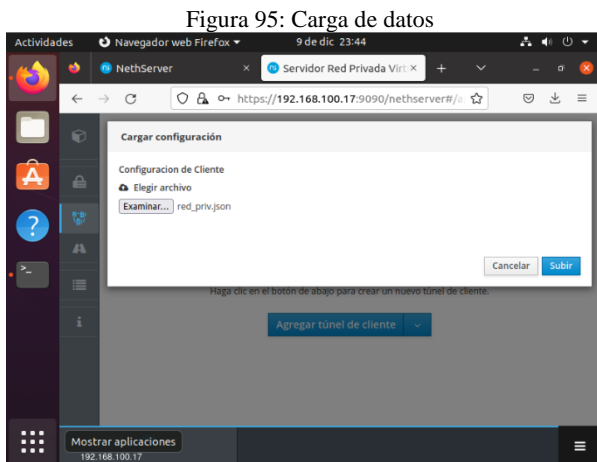 Figura 95: Carga de datos
Actividades Navegador web Firefox 9 de dic 23:44
NethServer × Servidor Red Privada Virt × +
https://192.168.100.17:9090/nethserver#/a
Cargar configuración
Configuracion de Cliente
Elegir archivo
Examinar... red_priv.json
Cancelar Subir
Haga clic en el botón de abajo para crear un nuevo túnel de cliente.
Agregar túnel de cliente
Mostrar aplicaciones
192.168.100.17